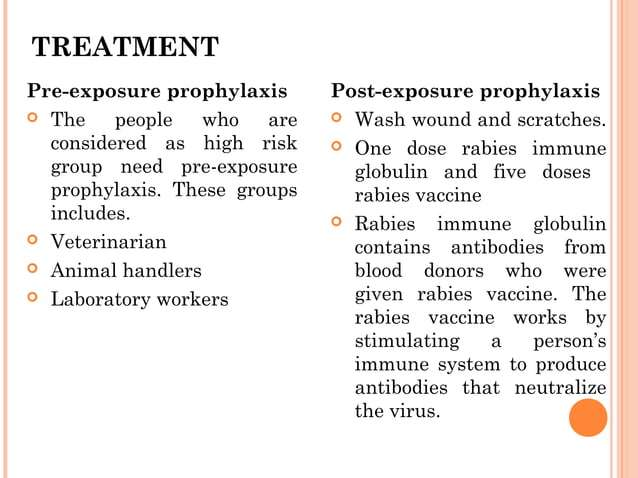 TREATMENT
Pre-exposure prophylaxis
The people who are
considered as high risk
group need pre-exposure
prophylaxis. These groups
includes.
Veterinarian
Animal handlers
Laboratory workers
Post-exposure prophylaxis
Wash wound and scratches.
One dose rabies immune
globulin and five doses
rabies vaccine
Rabies immune globulin
contains antibodies from
blood donors who were
given rabies vaccine. The
rabies vaccine works by
stimulating a person’s
immune system to produce
antibodies that neutralize
the virus.